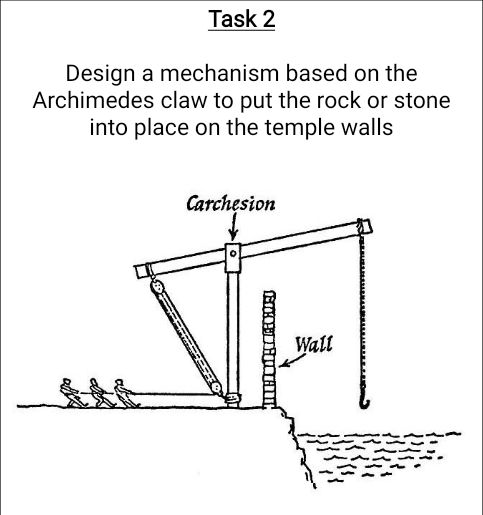 Task 2
Design a mechanism based on the
Archimedes claw to put the rock or stone
into place on the temple walls
Carchesion
Wall